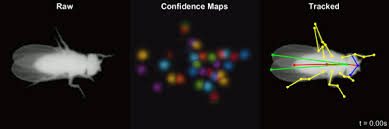 Raw
Confidence Maps
Tracked
t = 0.00s